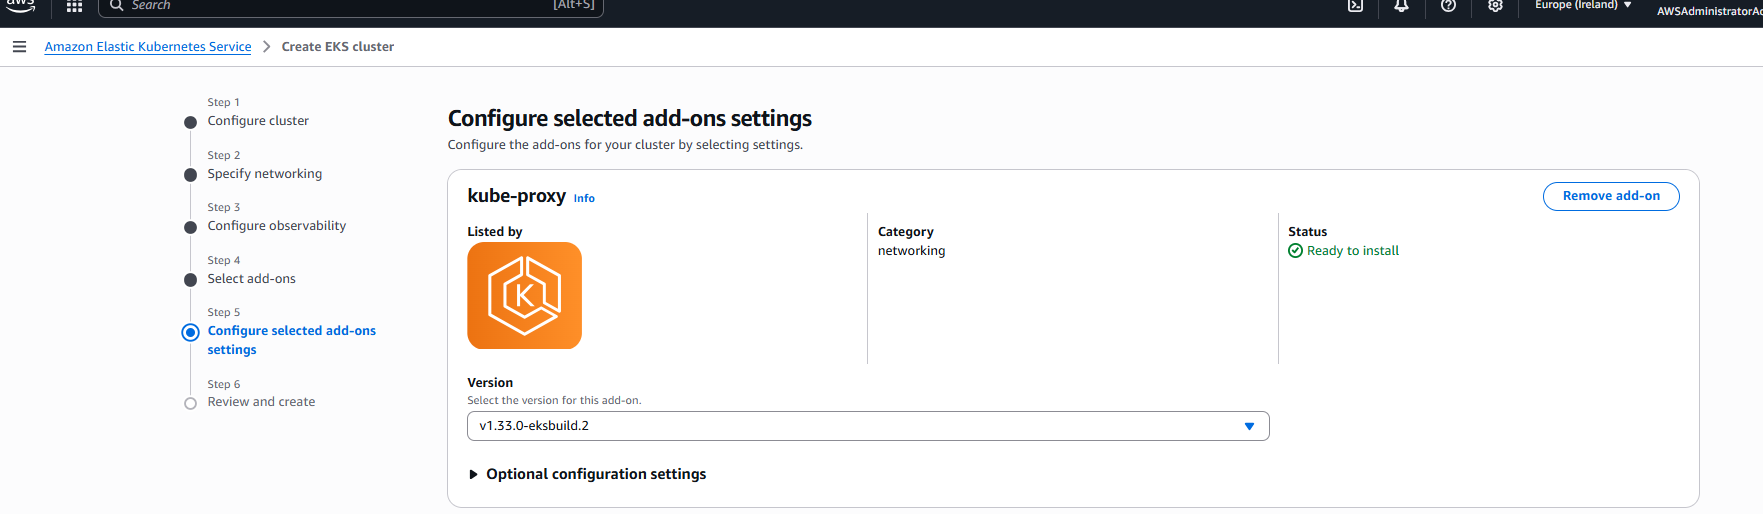 aws
Search
[Alt+S]
Europe (Ireland)
AWSAdministratorAc
Amazon Elastic Kubernetes Service
Create EKS cluster
Step 1
Configure cluster
Step 2
Specify networking
Step 3
Configure observability
Step 4
Select add-ons
Step 5
Configure selected add-ons
settings
Step 6
Review and create
Configure selected add-ons settings
Configure the add-ons for your cluster by selecting settings.
kube-proxy Info
Remove add-on
Listed by
K
Category
networking
Status
Ready to install
Version
Select the version for this add-on.
v1.33.0-eksbuild.2
Optional configuration settings